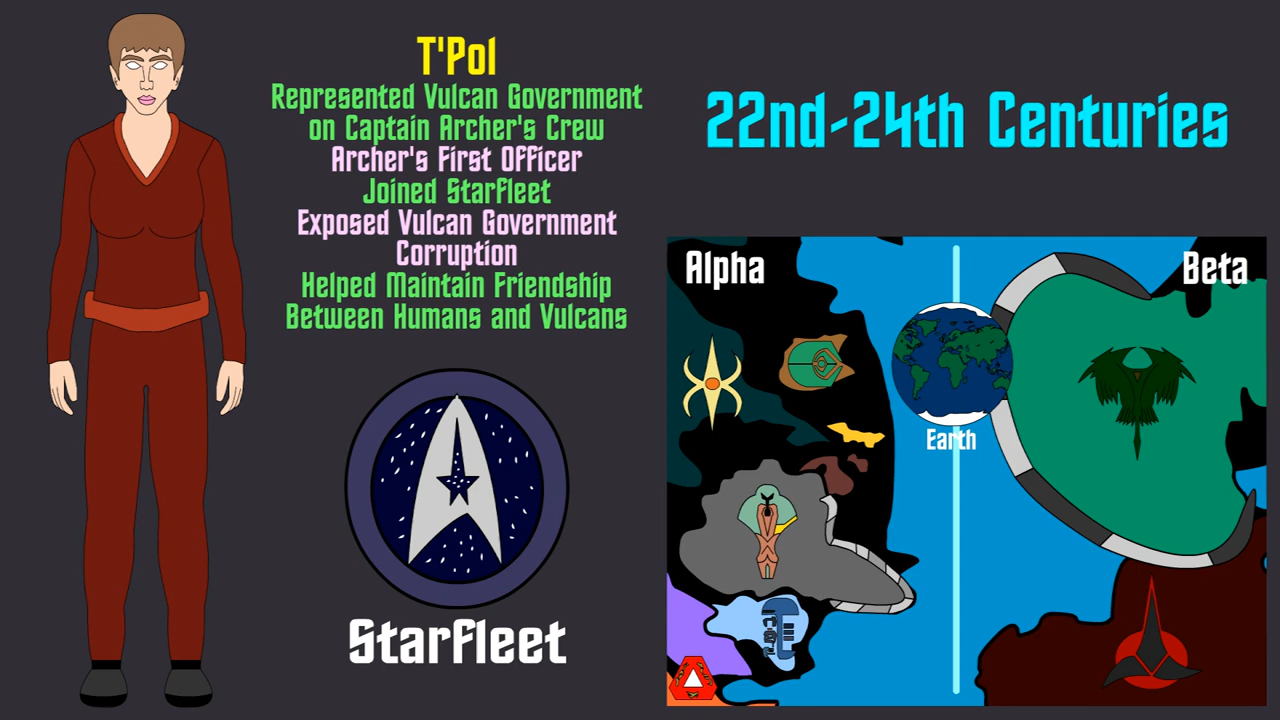 T'Pol
Represented Vulcan Government
on Captain Archer's Crew
Archer's First Officer
Joined Starfleet
Exposed Vulcan Government
Corruption
Helped Maintain Friendship
Between Humans and Vulcans
Starfleet
22nd-24th Centuries
Alpha
Beta
Earth